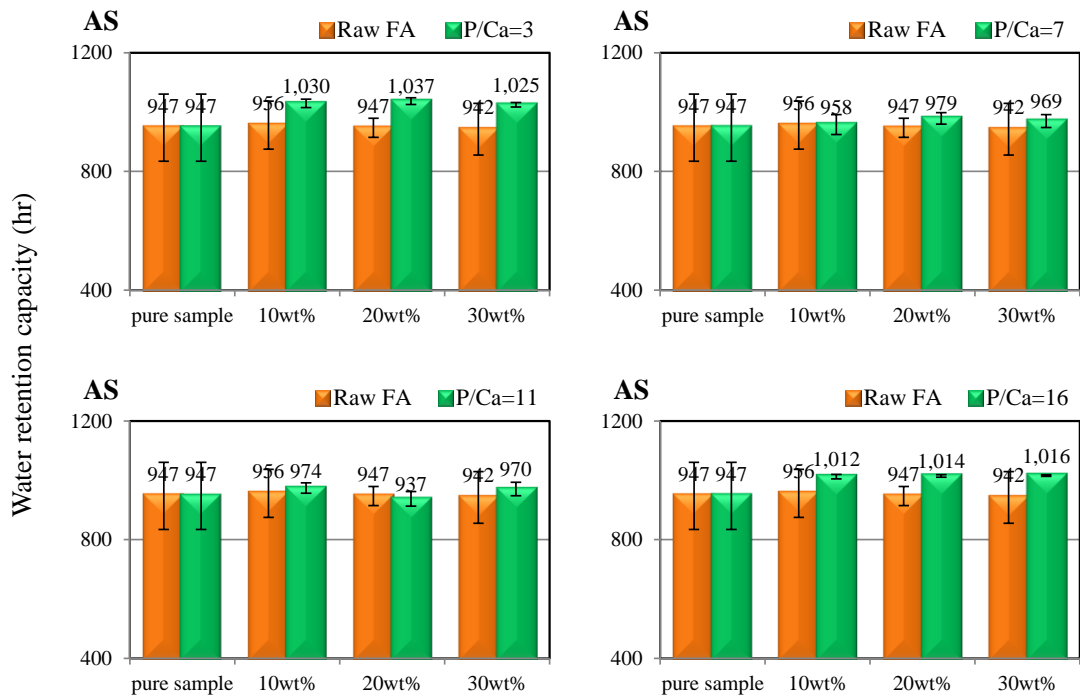 AS
Raw FA P/Ca=3
1200
800
400
947 947 956 1,030 947 1,037 942 1,025
pure sample 10wt% 20wt% 30wt%
AS
Raw FA P/Ca=7
1200
800
400
947 947 956 958 947 979 942 969
pure sample 10wt% 20wt% 30wt%
Water retention capacity (hr)
AS
Raw FA P/Ca=11
1200
800
400
947 947 956 974 947 937 942 970
pure sample 10wt% 20wt% 30wt%
AS
Raw FA P/Ca=16
1200
800
400
947 947 956 1,012 947 1,014 942 1,016
pure sample 10wt% 20wt% 30wt%